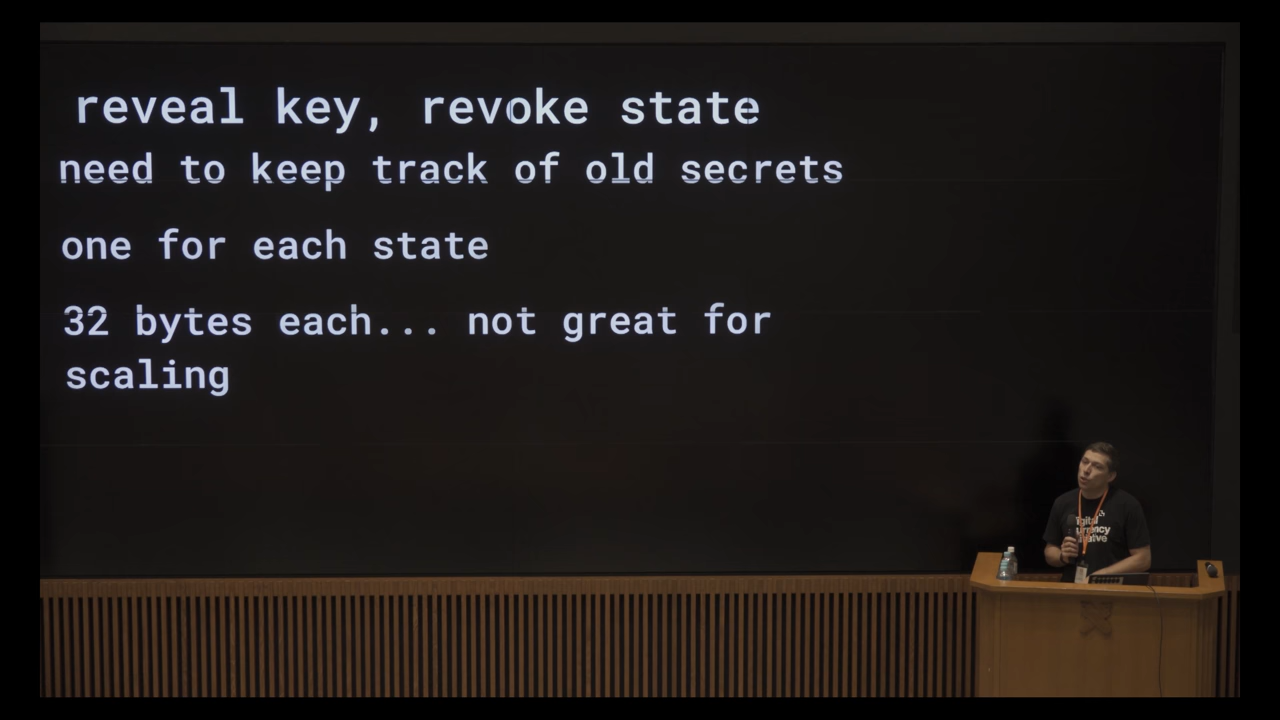 reveal key, revoke state
need to keep track of old secrets
one for each state
32 bytes each... not great for
scaling